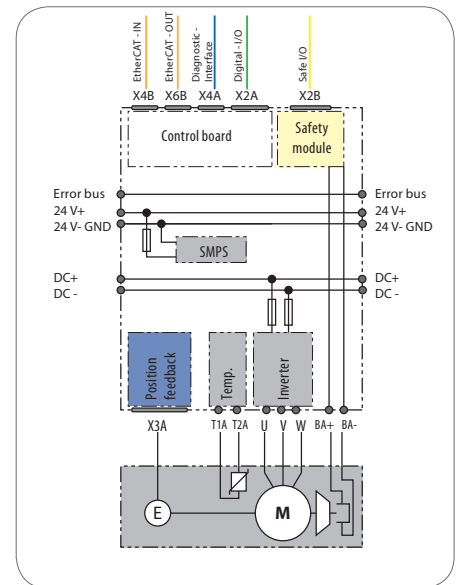 EtherCAT - IN
EtherCAT - OUT
Diagnostic -
Interface
Digital - I/O
Safe I/O
X4B X6B X4A X2A X2B
Control board
Safety
module
Error bus Error bus
24 V+ 24 V+
24 V- GND 24 V- GND
SMPS
DC+ DC+
DC - DC -
Position
feedback
Temp.
Inverter
X3A T1A T2A U V W BA+ BA-
E M